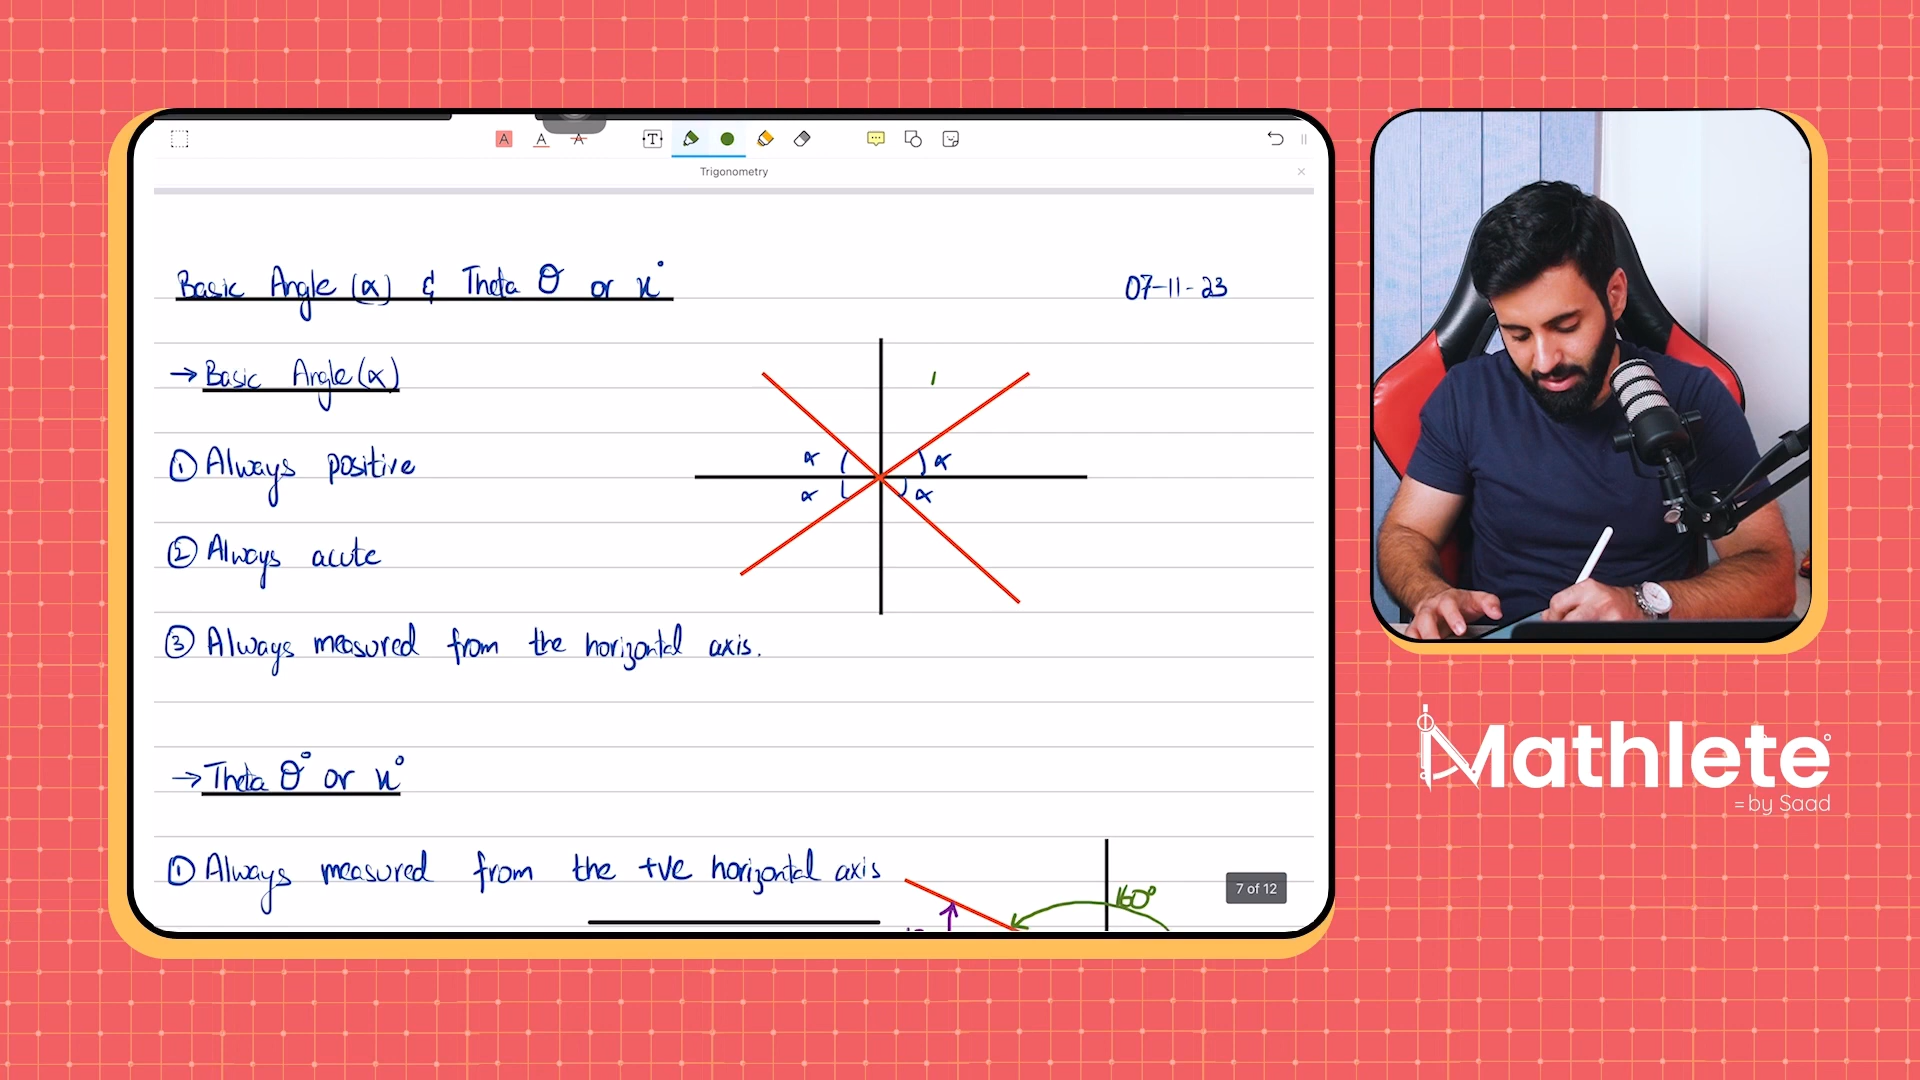 A A A T
Trigonometry
Basic Angle (α) & Theta θ or x°
07-11-23
→ Basic Angle (α)
① Always positive
② Always acute
③ Always measured from the horizontal axis.
α α
α α
→ Theta θ° or x°
① Always measured from the +ve horizontal axis
160°
7 of 12
Mathlete
= by Saad